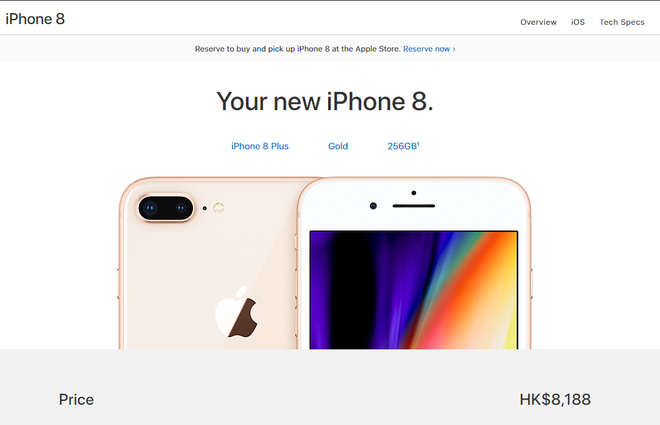 iPhone 8
Overview iOS Tech Specs
Reserve to buy and pick up iPhone 8 at the Apple Store. Reserve now >
Your new iPhone 8.
iPhone 8 Plus Gold 256GB¹
Price HK$8,188